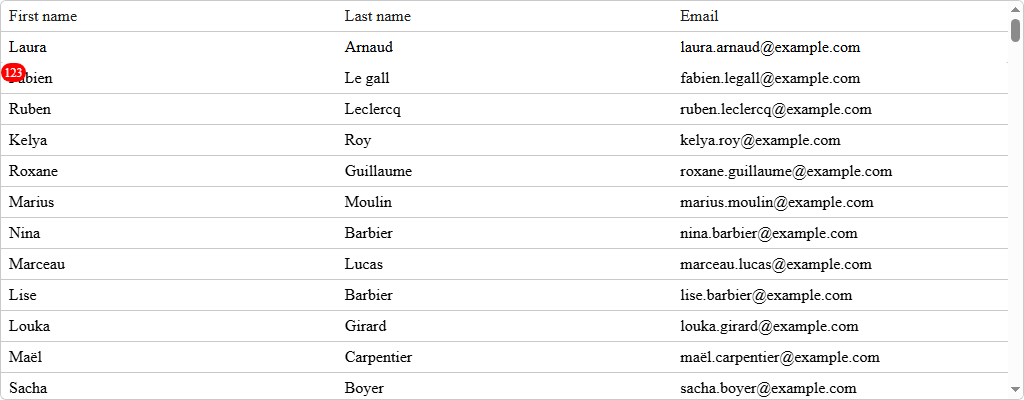 First name Last name Email
Laura Arnaud laura.arnaud@example.com
123
Fabien Le gall fabien.legall@example.com
Ruben Leclercq ruben.leclercq@example.com
Kelya Roy kelya.roy@example.com
Roxane Guillaume roxane.guillaume@example.com
Marius Moulin marius.moulin@example.com
Nina Barbier nina.barbier@example.com
Marceau Lucas marceau.lucas@example.com
Lise Barbier lise.barbier@example.com
Louka Girard louka.girard@example.com
Maël Carpentier maël.carpentier@example.com
Sacha Boyer sacha.boyer@example.com